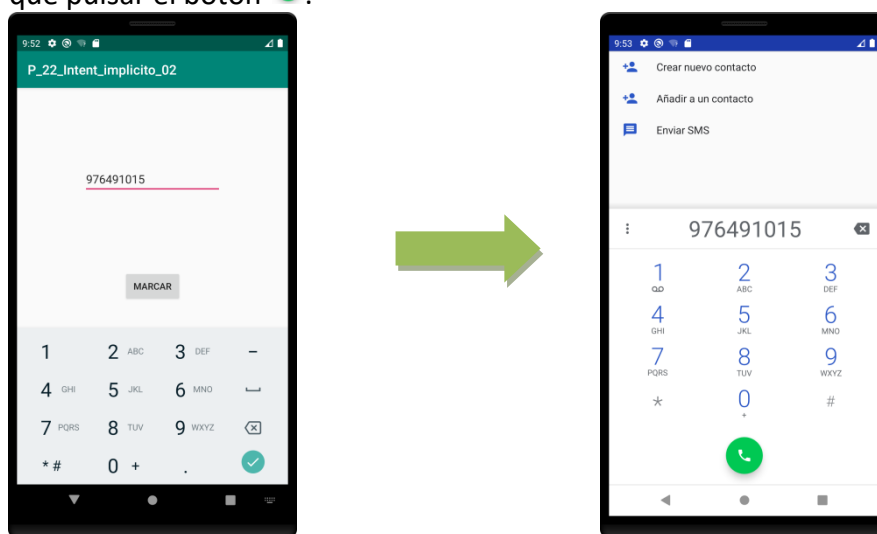 que pulsar el botón .
9:52
P_22_Intent_implicito_02
976491015
MARCAR
1 2 ABC 3 DEF -
4 GHI 5 JKL 6 MNO
7 PQRS 8 TUV 9 WXYZ
* # 0 + .
9:53
Crear nuevo contacto
Añadir a un contacto
Enviar SMS
976491015
1 2 3
ABC DEF
4 5 6
GHI JKL MNO
7 8 9
PQRS TUV WXYZ
* 0 #
+